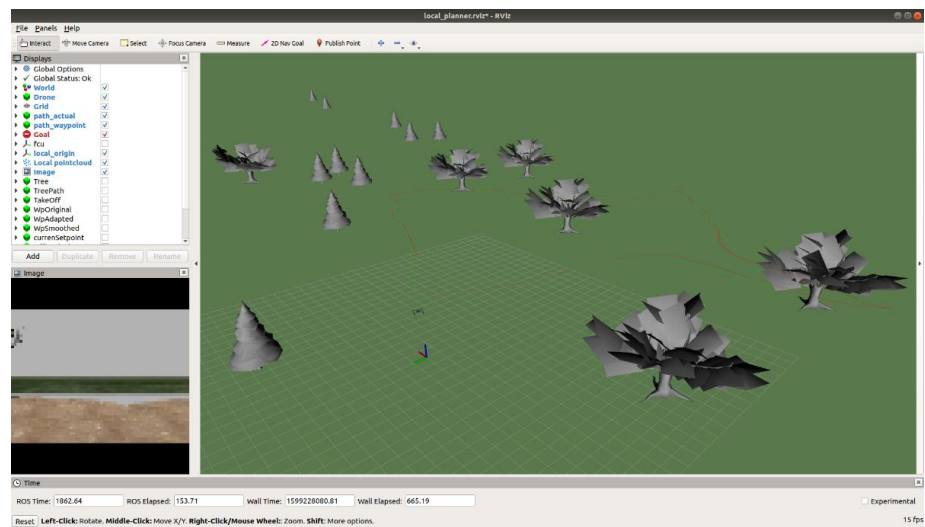 local_planner.rviz* - RViz
File Panels Help
Interact Move Camera Select Focus Camera Measure 2D Nav Goal Publish Point
Displays
Global Options
Global Status: Ok
World
Drone
Grid
path_actual
path_waypoint
Goal
fcu
local_origin
Local pointcloud
Image
Tree
TreePath
TakeOff
WpOriginal
WpAdapted
WpSmoothed
currenSetpoint
Add Duplicate Remove Rename
Image
Time
ROS Time: 1862.64 ROS Elapsed: 153.71 Wall Time: 1599228080.81 Wall Elapsed: 665.19 Experimental
Reset Left-Click: Rotate. Middle-Click: Move X/Y. Right-Click/Mouse Wheel: Zoom. Shift: More options. 15 fps